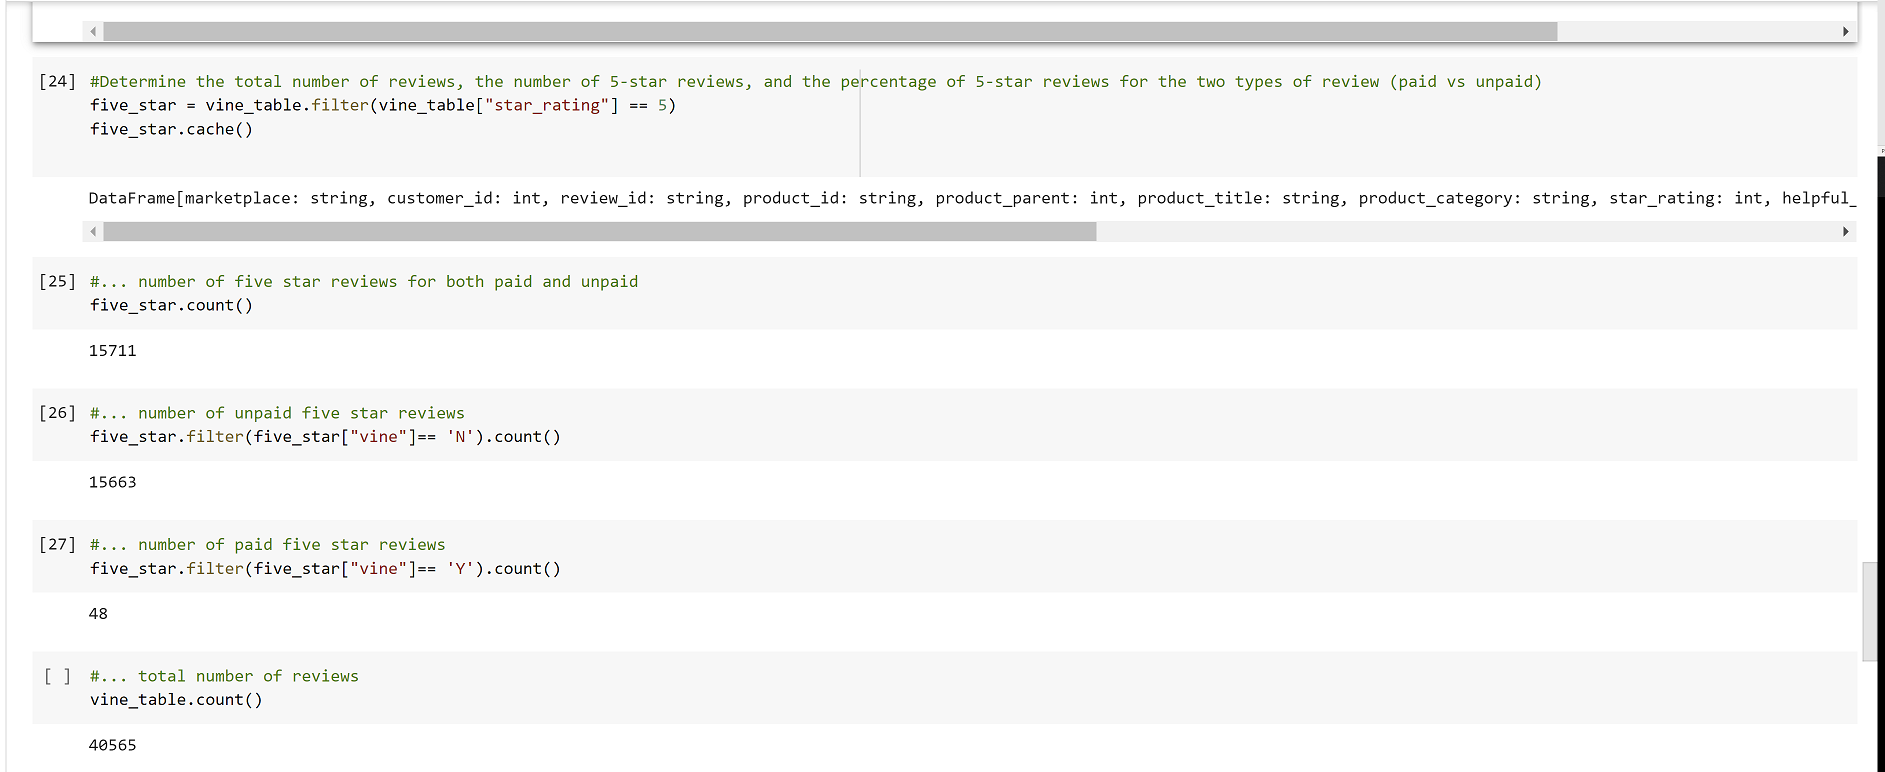 [24] #Determine the total number of reviews, the number of 5-star reviews, and the percentage of 5-star reviews for the two types of review (paid vs unpaid)
five_star = vine_table.filter(vine_table["star_rating"] == 5)
five_star.cache()
DataFrame[marketplace: string, customer_id: int, review_id: string, product_id: string, product_parent: int, product_title: string, product_category: string, star_rating: int, helpful_
[25] #... number of five star reviews for both paid and unpaid
five_star.count()
15711
[26] #... number of unpaid five star reviews
five_star.filter(five_star["vine"]== 'N').count()
15663
[27] #... number of paid five star reviews
five_star.filter(five_star["vine"]== 'Y').count()
48
[ ] #... total number of reviews
vine_table.count()
40565